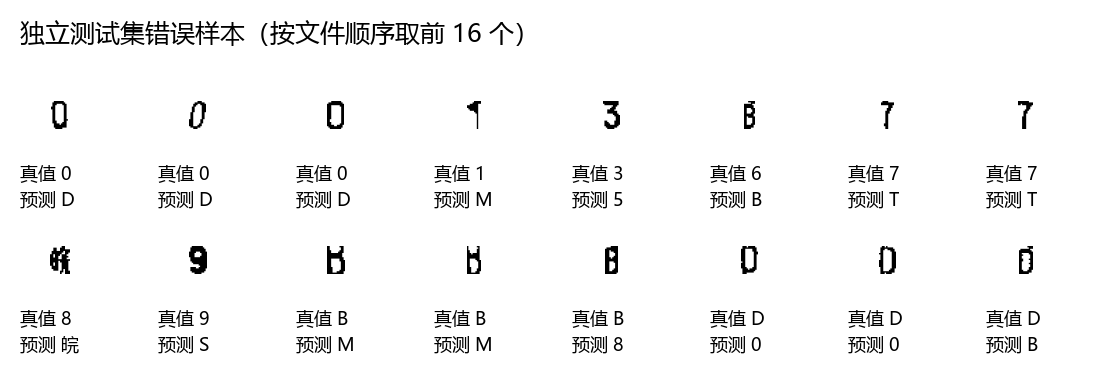 独立测试集错误样本（按文件顺序取前 16 个）
0 0 0 1 3 B 7 7
真值 0 真值 0 真值 0 真值 1 真值 3 真值 6 真值 7 真值 7
预测 D 预测 D 预测 D 预测 M 预测 5 预测 B 预测 T 预测 T
9 B B B D D D
真值 8 真值 9 真值 B 真值 B 真值 B 真值 D 真值 D 真值 D
预测 皖 预测 S 预测 M 预测 M 预测 8 预测 0 预测 0 预测 B